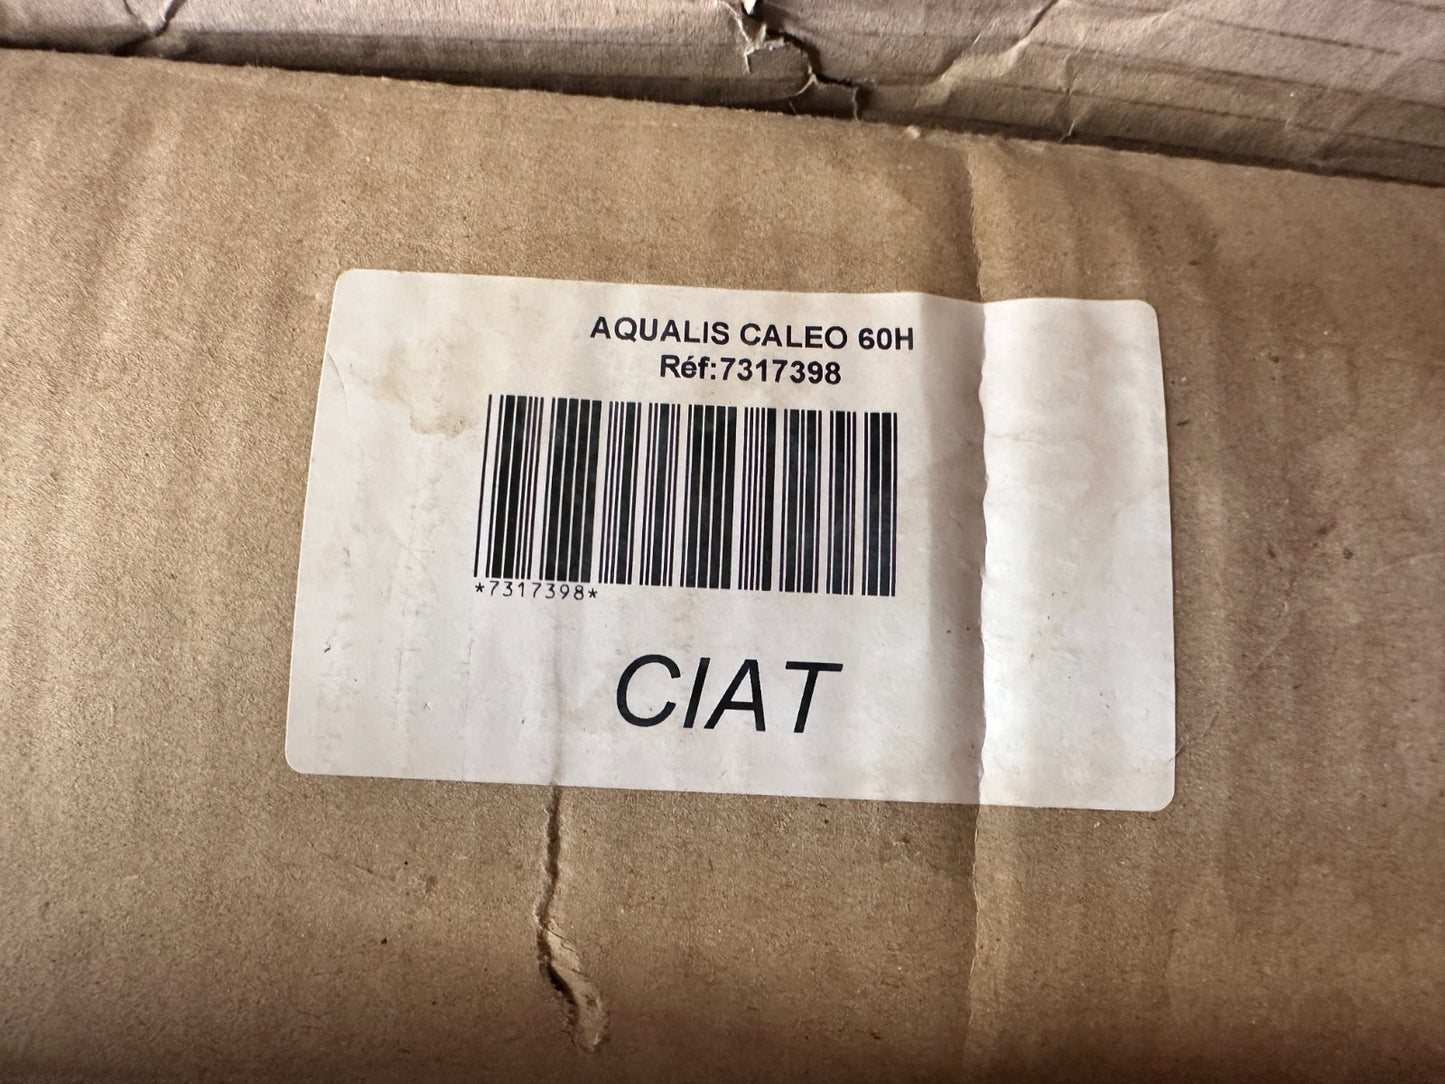 AQUALIS CALEO 60H
Réf:7317398
*7317398*
CIAT